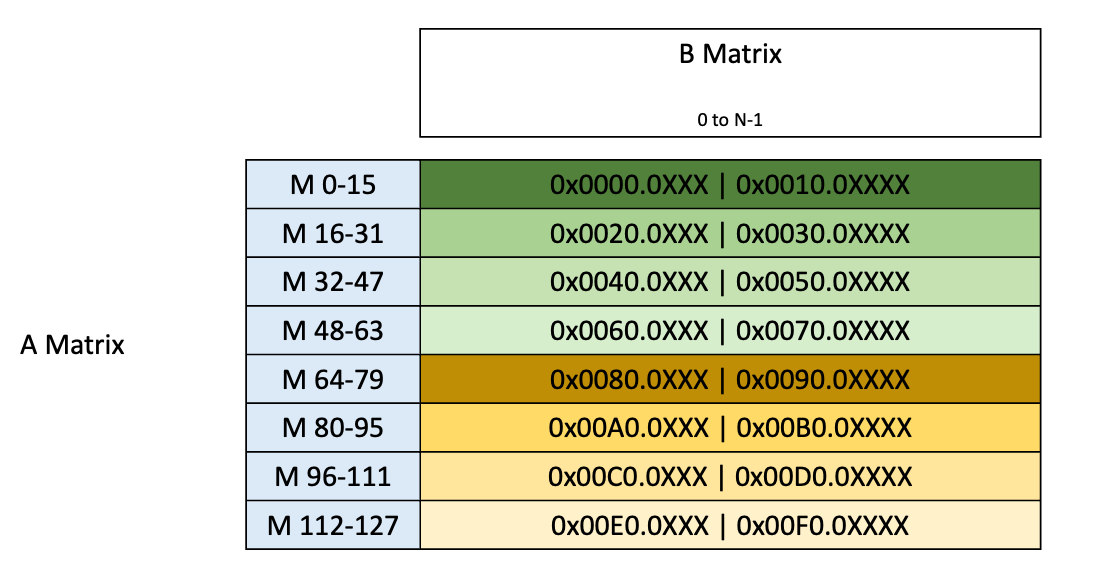 B Matrix
0 to N-1
M 0-15 0x0000.0XXX | 0x0010.0XXXX
M 16-31 0x0020.0XXX | 0x0030.0XXXX
M 32-47 0x0040.0XXX | 0x0050.0XXXX
M 48-63 0x0060.0XXX | 0x0070.0XXXX
A Matrix
M 64-79 0x0080.0XXX | 0x0090.0XXXX
M 80-95 0x00A0.0XXX | 0x00B0.0XXXX
M 96-111 0x00C0.0XXX | 0x00D0.0XXXX
M 112-127 0x00E0.0XXX | 0x00F0.0XXXX